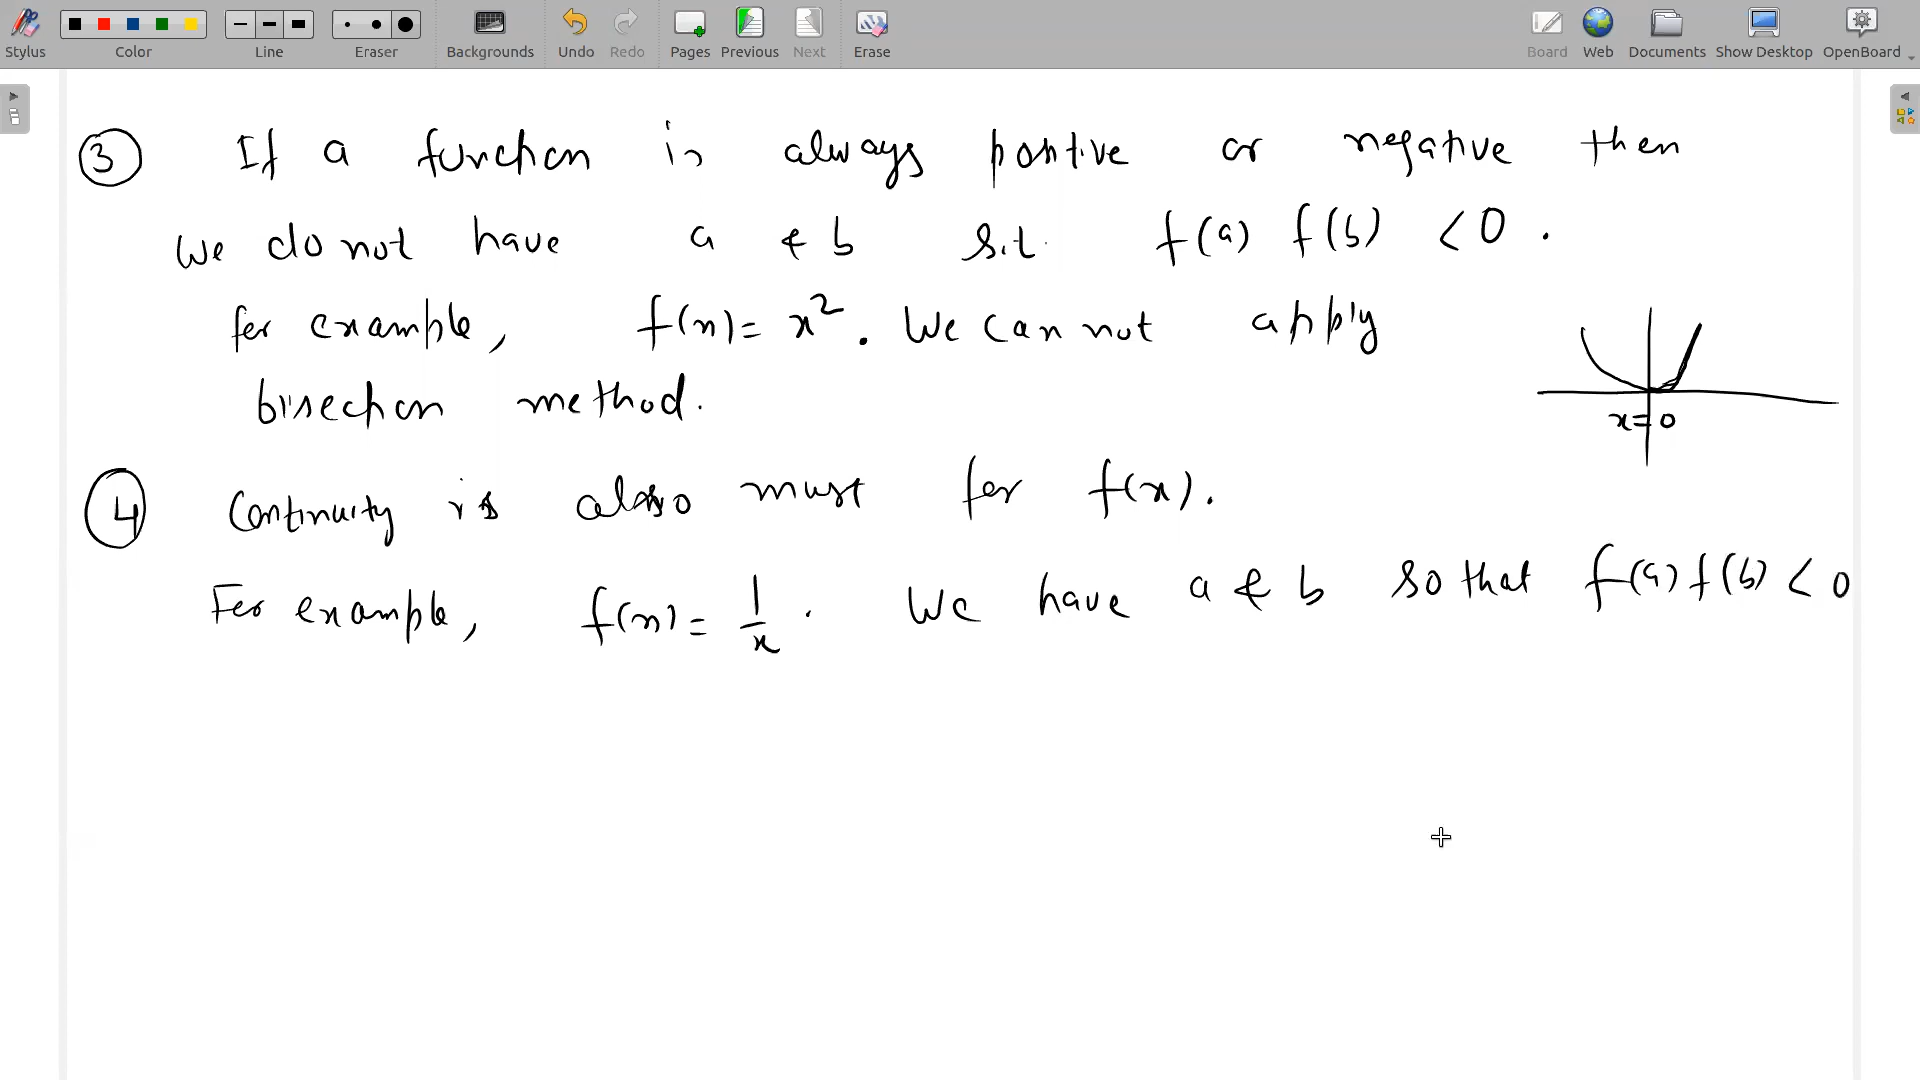 Stylus Color Line Eraser Backgrounds Undo Redo Pages Previous Next Erase Board Web Documents Show Desktop OpenBoard
③ If a function is always positive or negative then
we do not have a & b s.t. f(a) f(b) < 0 .
for example, f(x) = x². We can not apply
bisection method.
x=0
④ Continuity is also must for f(x).
For example, f(x) = 1/x . We have a & b so that f(a) f(b) < 0